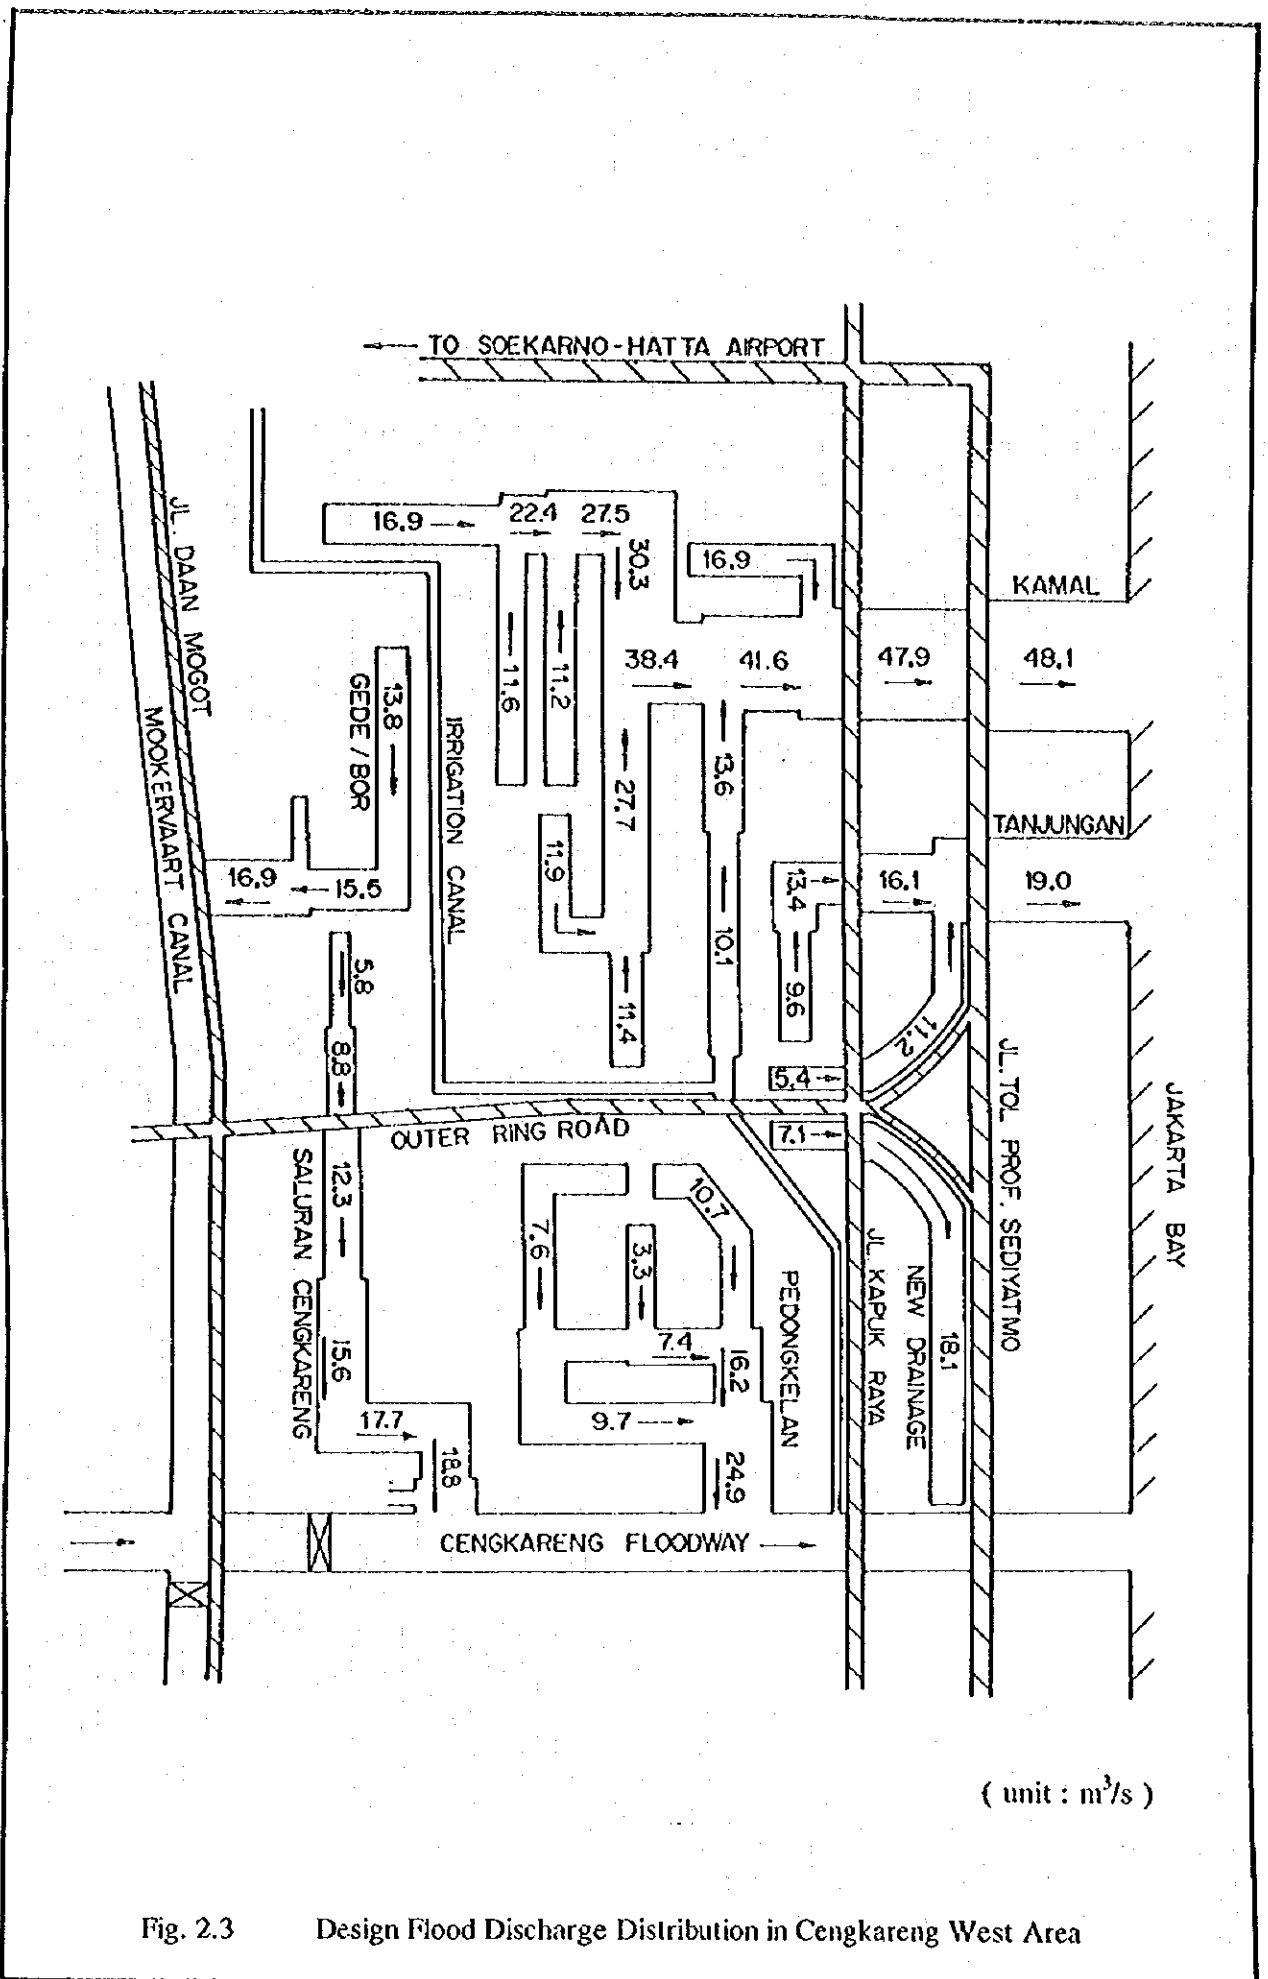 TO SOEKARNO-HATTA AIRPORT
16.9
22.4
27.5
30.3
16.9
KAMAL
11.6
11.2
38.4
41.6
47.9
48.1
JL. DAAN MOGOT
MOOKERVAART CANAL
GEDE / BOR
13.8
IRRIGATION CANAL
27.7
13.6
TANJUNGAN
16.9
15.5
11.9
10.1
13.4
16.1
19.0
5.8
11.4
9.6
11.2
8.8
5.4
7.1
OUTER RING ROAD
JL. TOL PROF. SEDIYATMO
JAKARTA BAY
SALURAN CENGKARENG
12.3
7.6
3.3
10.7
PEDONGKELAN
JL. KAPUK RAYA
NEW DRAINAGE
18.1
15.6
7.4
16.2
17.7
9.7
18.8
24.9
CENGKARENG FLOODWAY
( unit : m³/s )
Fig. 2.3 Design Flood Discharge Distribution in Cengkareng West Area